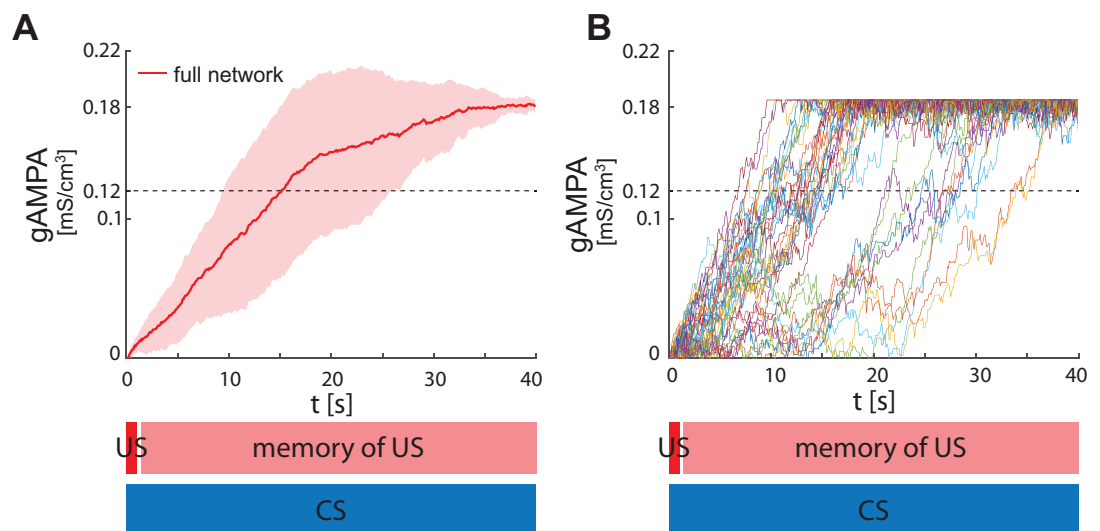 A
0.22
full network
0.18
0.12
0.1
0
gAMPA
[mS/cm³]
0 10 20 30 40
t [s]
US memory of US
CS
B
0.22
0.18
0.12
0.1
0
gAMPA
[mS/cm³]
0 10 20 30 40
t [s]
US memory of US
CS